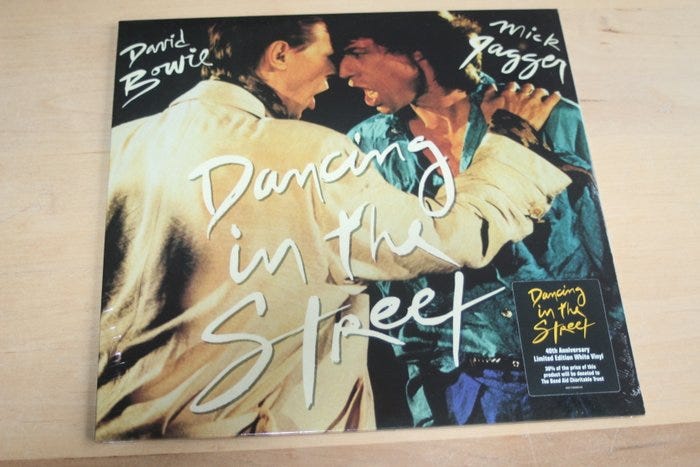 David
Bowie
Mick
Jagger
Dancing
in the
Street
Dancing
in the
Street
40th Anniversary
Limited Edition White Vinyl
30% of the price of this
product will be donated to
The Band Aid Charitable Trust